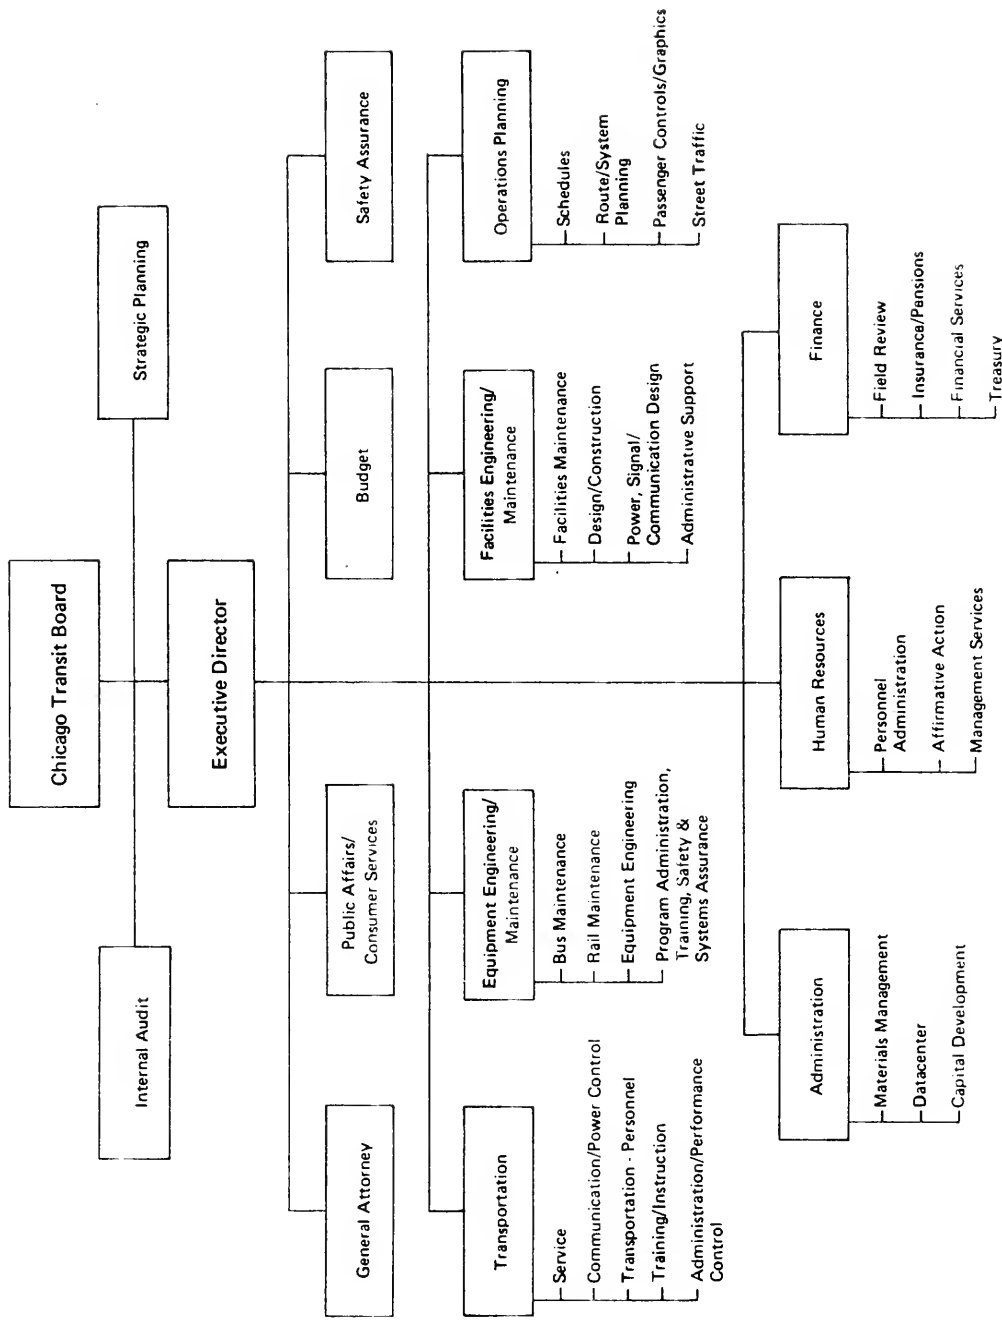 Chicago Transit Board
Internal Audit
Strategic Planning
Executive Director
General Attorney
Public Affairs/
Consumer Services
Budget
Safety Assurance
Transportation
Service
Communication/Power Control
Transportation - Personnel
Training/Instruction
Administration/Performance
Control
Equipment Engineering/
Maintenance
Bus Maintenance
Rail Maintenance
Equipment Engineering
Program Administration,
Training, Safety &
Systems Assurance
Facilities Engineering/
Maintenance
Facilities Maintenance
Design/Construction
Power, Signal/
Communication Design
Administrative Support
Operations Planning
Schedules
Route/System
Planning
Passenger Controls/Graphics
Street Traffic
Administration
Materials Management
Datacenter
Capital Development
Human Resources
Personnel
Administration
Affirmative Action
Management Services
Finance
Field Review
Insurance/Pensions
Financial Services
Treasury